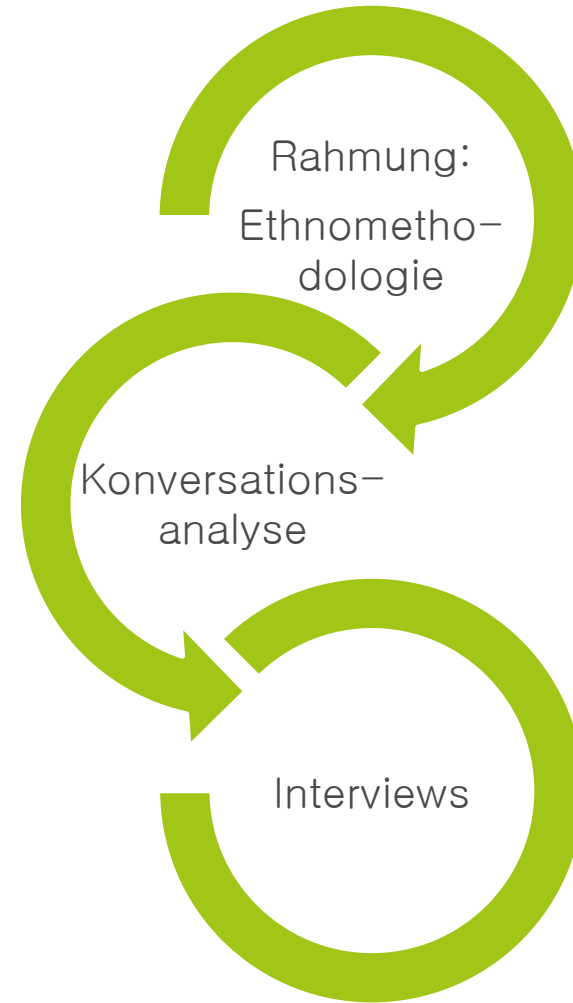 Rahmung:
Ethnometho-
dologie
Konversations-
analyse
Interviews